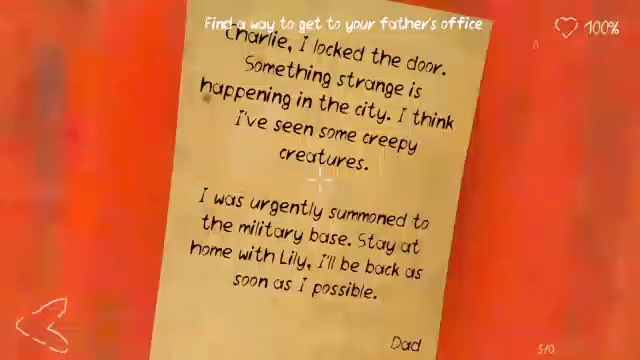 Find a way to get to your father's office
100%
Charlie, I locked the door.
Something strange is
happening in the city. I think
I've seen some creepy
creatures.
I was urgently summoned to
the military base. Stay at
home with Lily, I'll be back as
soon as I possible.
Dad
5/0